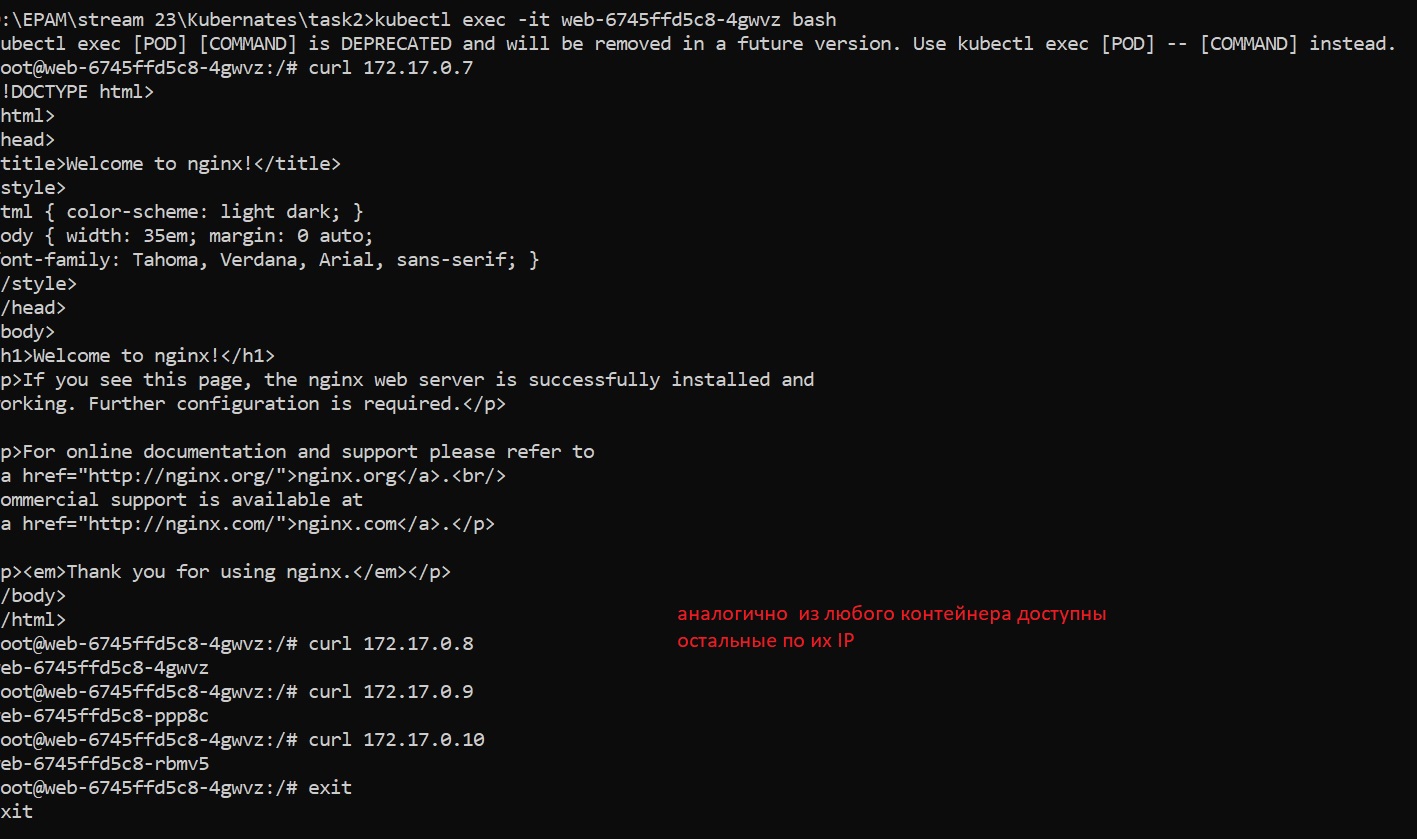 :\EPAM\stream 23\Kubernates\task2>kubectl exec -it web-6745ffd5c8-4gwvz bash
ubectl exec [POD] [COMMAND] is DEPRECATED and will be removed in a future version. Use kubectl exec [POD] -- [COMMAND] instead.
oot@web-6745ffd5c8-4gwvz:/# curl 172.17.0.7
!DOCTYPE html>
html>
head>
title>Welcome to nginx!</title>
style>
tml { color-scheme: light dark; }
ody { width: 35em; margin: 0 auto;
ont-family: Tahoma, Verdana, Arial, sans-serif; }
/style>
/head>
body>
h1>Welcome to nginx!</h1>
p>If you see this page, the nginx web server is successfully installed and
orking. Further configuration is required.</p>
p>For online documentation and support please refer to
a href="http://nginx.org/">nginx.org</a>.<br/>
ommercial support is available at
a href="http://nginx.com/">nginx.com</a>.</p>
p><em>Thank you for using nginx.</em></p>
/body>
/html>
аналогично из любого контейнера доступны
остальные по их IP
oot@web-6745ffd5c8-4gwvz:/# curl 172.17.0.8
eb-6745ffd5c8-4gwvz
oot@web-6745ffd5c8-4gwvz:/# curl 172.17.0.9
eb-6745ffd5c8-ppp8c
oot@web-6745ffd5c8-4gwvz:/# curl 172.17.0.10
eb-6745ffd5c8-rbmv5
oot@web-6745ffd5c8-4gwvz:/# exit
xit